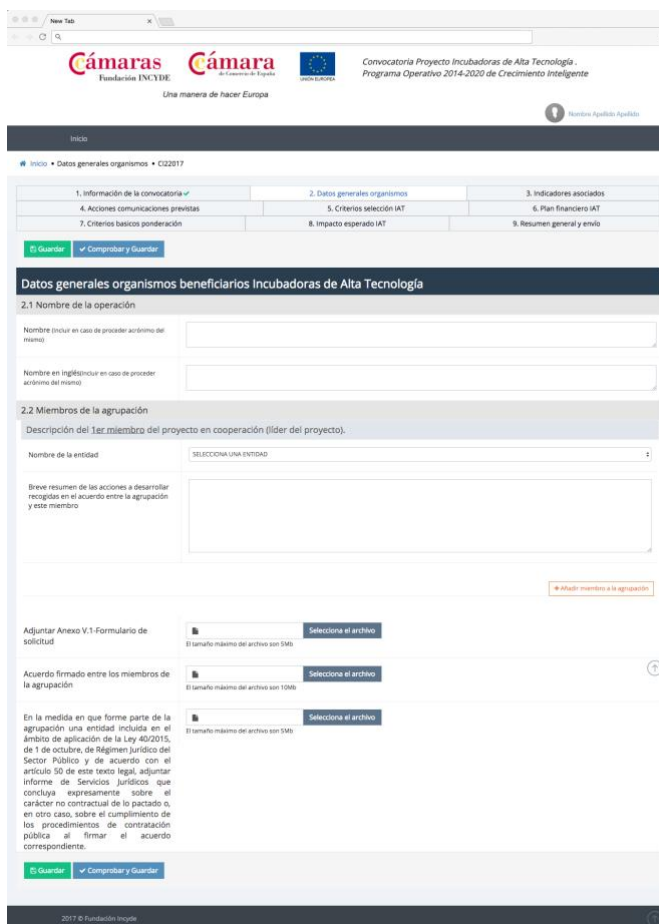 New Tab
Cámaras
Fundación INCYDE
Cámara
de Comercio de España
UNIÓN EUROPEA
Convocatoria Proyecto Incubadoras de Alta Tecnología .
Programa Operativo 2014-2020 de Crecimiento Inteligente
Una manera de hacer Europa
Nombre Apellido Apellido
Inicio
Inicio • Datos generales organismos • CI22017
1. Información de la convocatoria
2. Datos generales organismos
3. Indicadores asociados
4. Acciones comunicaciones previstas
5. Criterios selección IAT
6. Plan financiero IAT
7. Criterios basicos ponderación
8. Impacto esperado IAT
9. Resumen general y envío
Guardar
Comprobar y Guardar
Datos generales organismos beneficiarios Incubadoras de Alta Tecnología
2.1 Nombre de la operación
Nombre (Incluir en caso de proceder acrónimo del
mismo)
Nombre en inglés(Incluir en caso de proceder
acrónimo del mismo)
2.2 Miembros de la agrupación
Descripción del 1er miembro del proyecto en cooperación (líder del proyecto).
Nombre de la entidad
SELECCIONA UNA ENTIDAD
Breve resumen de las acciones a desarrollar
recogidas en el acuerdo entre la agrupación
y este miembro
+ Añadir miembro a la agrupación
Adjuntar Anexo V.1-Formulario de
solicitud
Selecciona el archivo
El tamaño máximo del archivo son 5Mb
Acuerdo firmado entre los miembros de
la agrupación
Selecciona el archivo
El tamaño máximo del archivo son 10Mb
En la medida en que forme parte de la
agrupación una entidad incluida en el
ámbito de aplicación de la Ley 40/2015,
de 1 de octubre, de Régimen Jurídico del
Sector Público y de acuerdo con el
artículo 50 de este texto legal, adjuntar
informe de Servicios Jurídicos que
concluya expresamente sobre el
carácter no contractual de lo pactado o,
en otro caso, sobre el cumplimiento de
los procedimientos de contratación
pública al firmar el acuerdo
correspondiente.
Selecciona el archivo
El tamaño máximo del archivo son 5Mb
Guardar
Comprobar y Guardar
2017 © Fundación Incyde